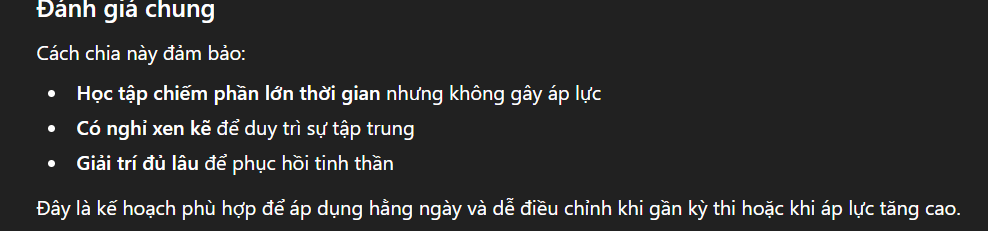 Đánh giá chung
Cách chia này đảm bảo:
• Học tập chiếm phần lớn thời gian nhưng không gây áp lực
• Có nghỉ xen kẽ để duy trì sự tập trung
• Giải trí đủ lâu để phục hồi tinh thần
Đây là kế hoạch phù hợp để áp dụng hằng ngày và dễ điều chỉnh khi gần kỳ thi hoặc khi áp lực tăng cao.